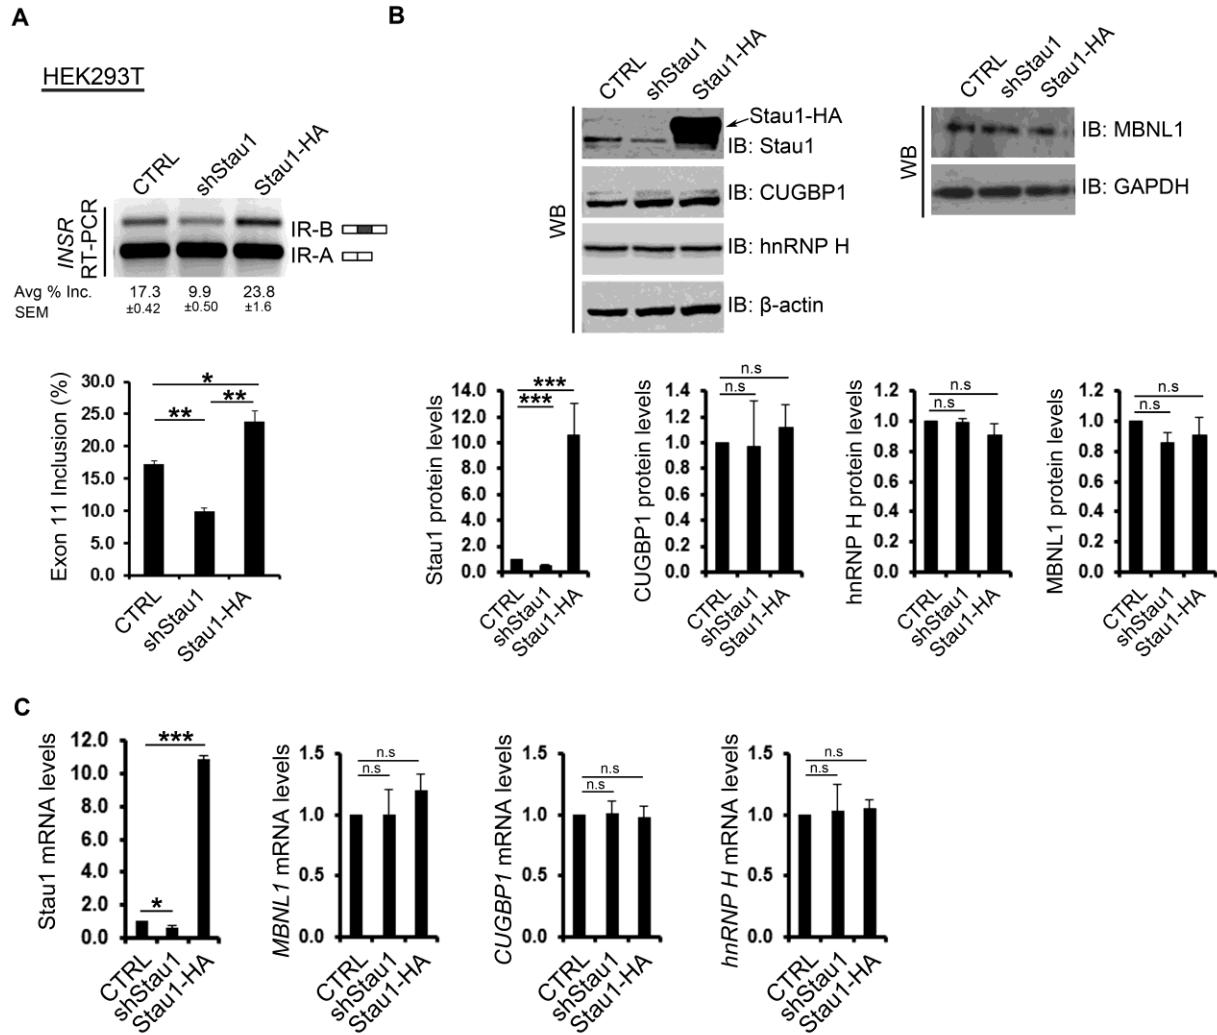 A
HEK293T
CTRL
shStau1
Stau1-HA
INSR
RT-PCR
IR-B
IR-A
Avg % Inc. 17.3 9.9 23.8
SEM ±0.42 ±0.50 ±1.6
Exon 11 Inclusion (%)
30.0
25.0
20.0
15.0
10.0
5.0
0.0
*
**
**
CTRL
shStau1
Stau1-HA
B
CTRL
shStau1
Stau1-HA
WB
Stau1-HA
IB: Stau1
IB: CUGBP1
IB: hnRNP H
IB: β-actin
CTRL
shStau1
Stau1-HA
WB
IB: MBNL1
IB: GAPDH
Stau1 protein levels
14.0
12.0
10.0
8.0
6.0
4.0
2.0
0.0
***
***
CTRL
shStau1
Stau1-HA
CUGBP1 protein levels
1.4
1.2
1.0
0.8
0.6
0.4
0.2
0.0
n.s
n.s
CTRL
shStau1
Stau1-HA
hnRNP H protein levels
1.2
1.0
0.8
0.6
0.4
0.2
0.0
n.s
n.s
CTRL
shStau1
Stau1-HA
MBNL1 protein levels
1.2
1.0
0.8
0.6
0.4
0.2
0.0
n.s
n.s
CTRL
shStau1
Stau1-HA
C
Stau1 mRNA levels
12.0
10.0
8.0
6.0
4.0
2.0
0.0
***
*
CTRL
shStau1
Stau1-HA
MBNL1 mRNA levels
1.5
1.0
0.5
0.0
n.s
n.s
CTRL
shStau1
Stau1-HA
CUGBP1 mRNA levels
1.5
1.0
0.5
0.0
n.s
n.s
CTRL
shStau1
Stau1-HA
hnRNP H mRNA levels
1.5
1.0
0.5
0.0
n.s
n.s
CTRL
shStau1
Stau1-HA